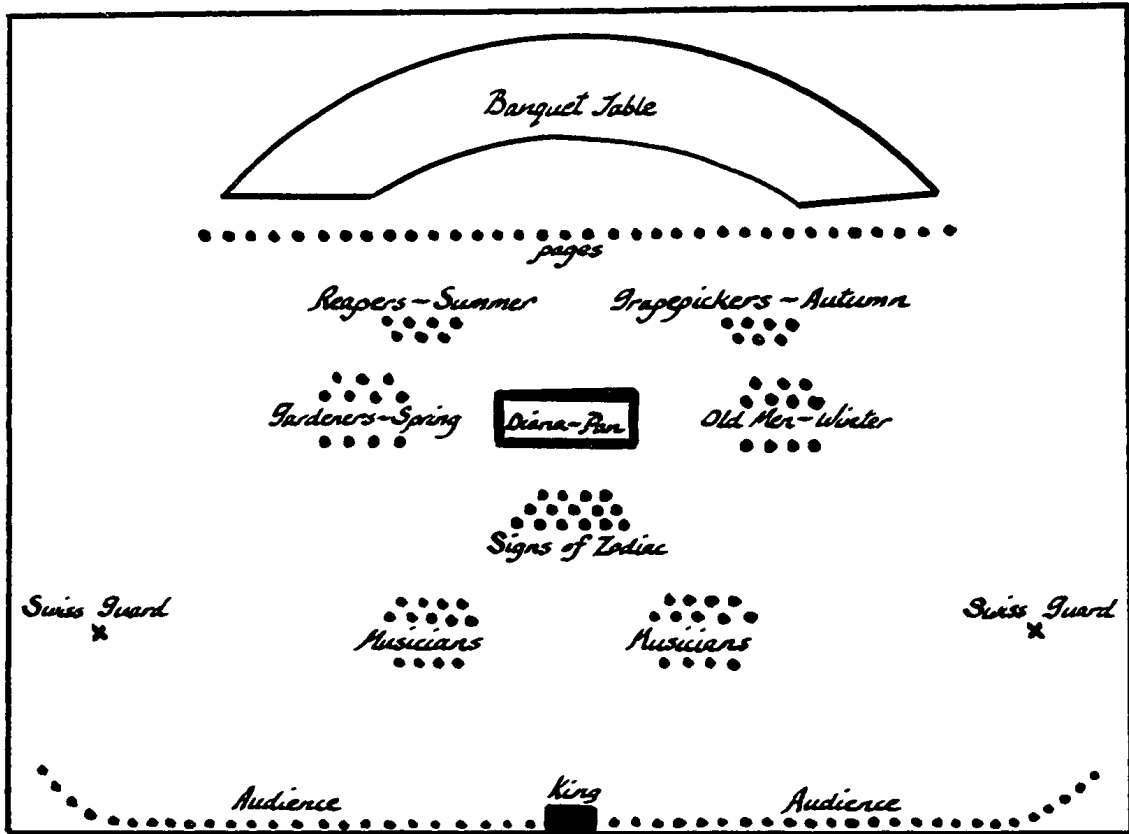 Banquet Table
pages
Reapers-Summer
Grapepickers-Autumn
Gardeners-Spring
Diana-Pan
Old Men-Winter
Signs of Zodiac
Swiss Guard
Swiss Guard
Musicians
Musicians
Audience
King
Audience